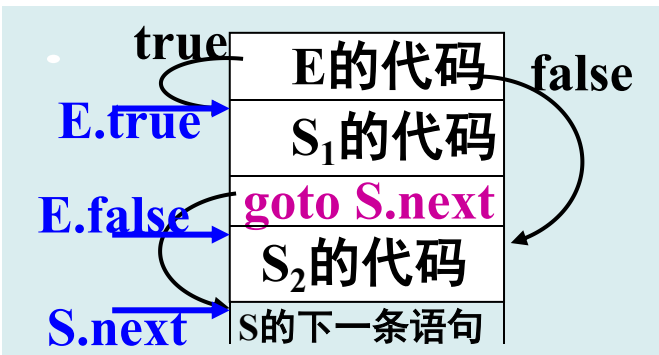 true
E的代码
false
E.true
S1的代码
E.false
goto S.next
S2的代码
S.next
S的下一条语句